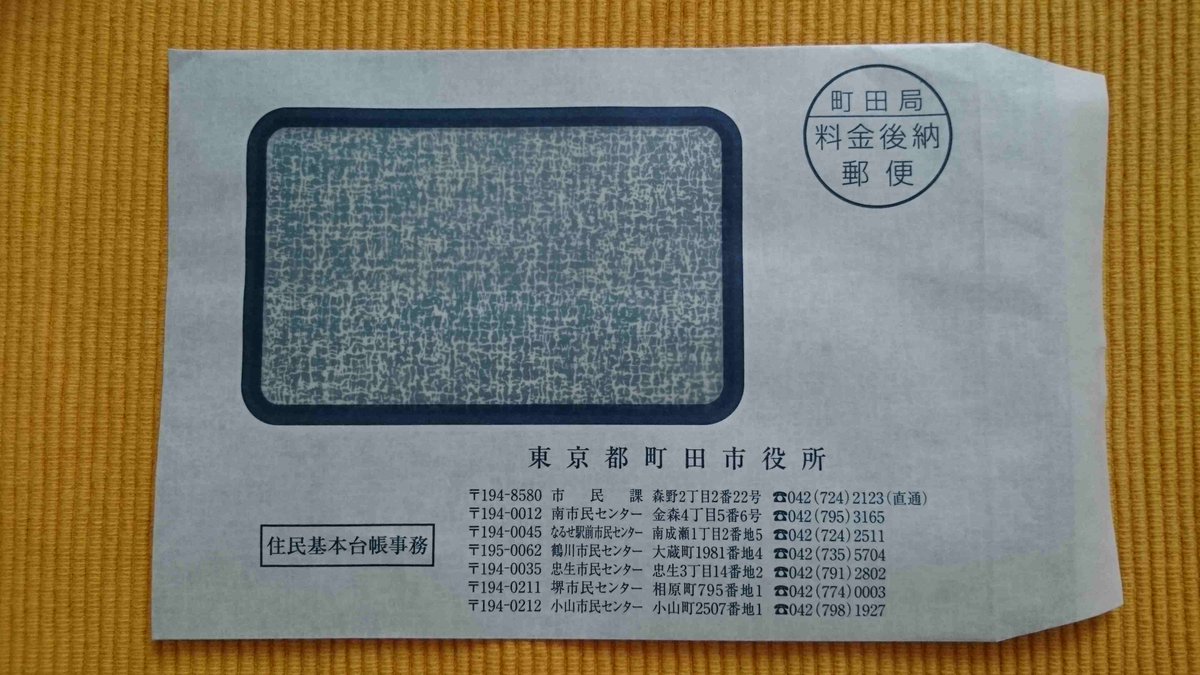 町田局
料金後納
郵便
東京都町田市役所
〒194-8580 市民課 森野2丁目2番22号 ☎042(724)2123(直通)
〒194-0012 南市民センター 金森4丁目5番6号 ☎042(795)3165
〒194-0045 なるせ駅前市民センター 南成瀬1丁目2番地5 ☎042(724)2511
〒195-0062 鶴川市民センター 大蔵町1981番地4 ☎042(735)5704
〒194-0035 忠生市民センター 忠生3丁目14番地2 ☎042(791)2802
〒194-0211 堺市民センター 相原町795番地1 ☎042(774)0003
〒194-0212 小山市民センター 小山町2507番地1 ☎042(798)1927
住民基本台帳事務